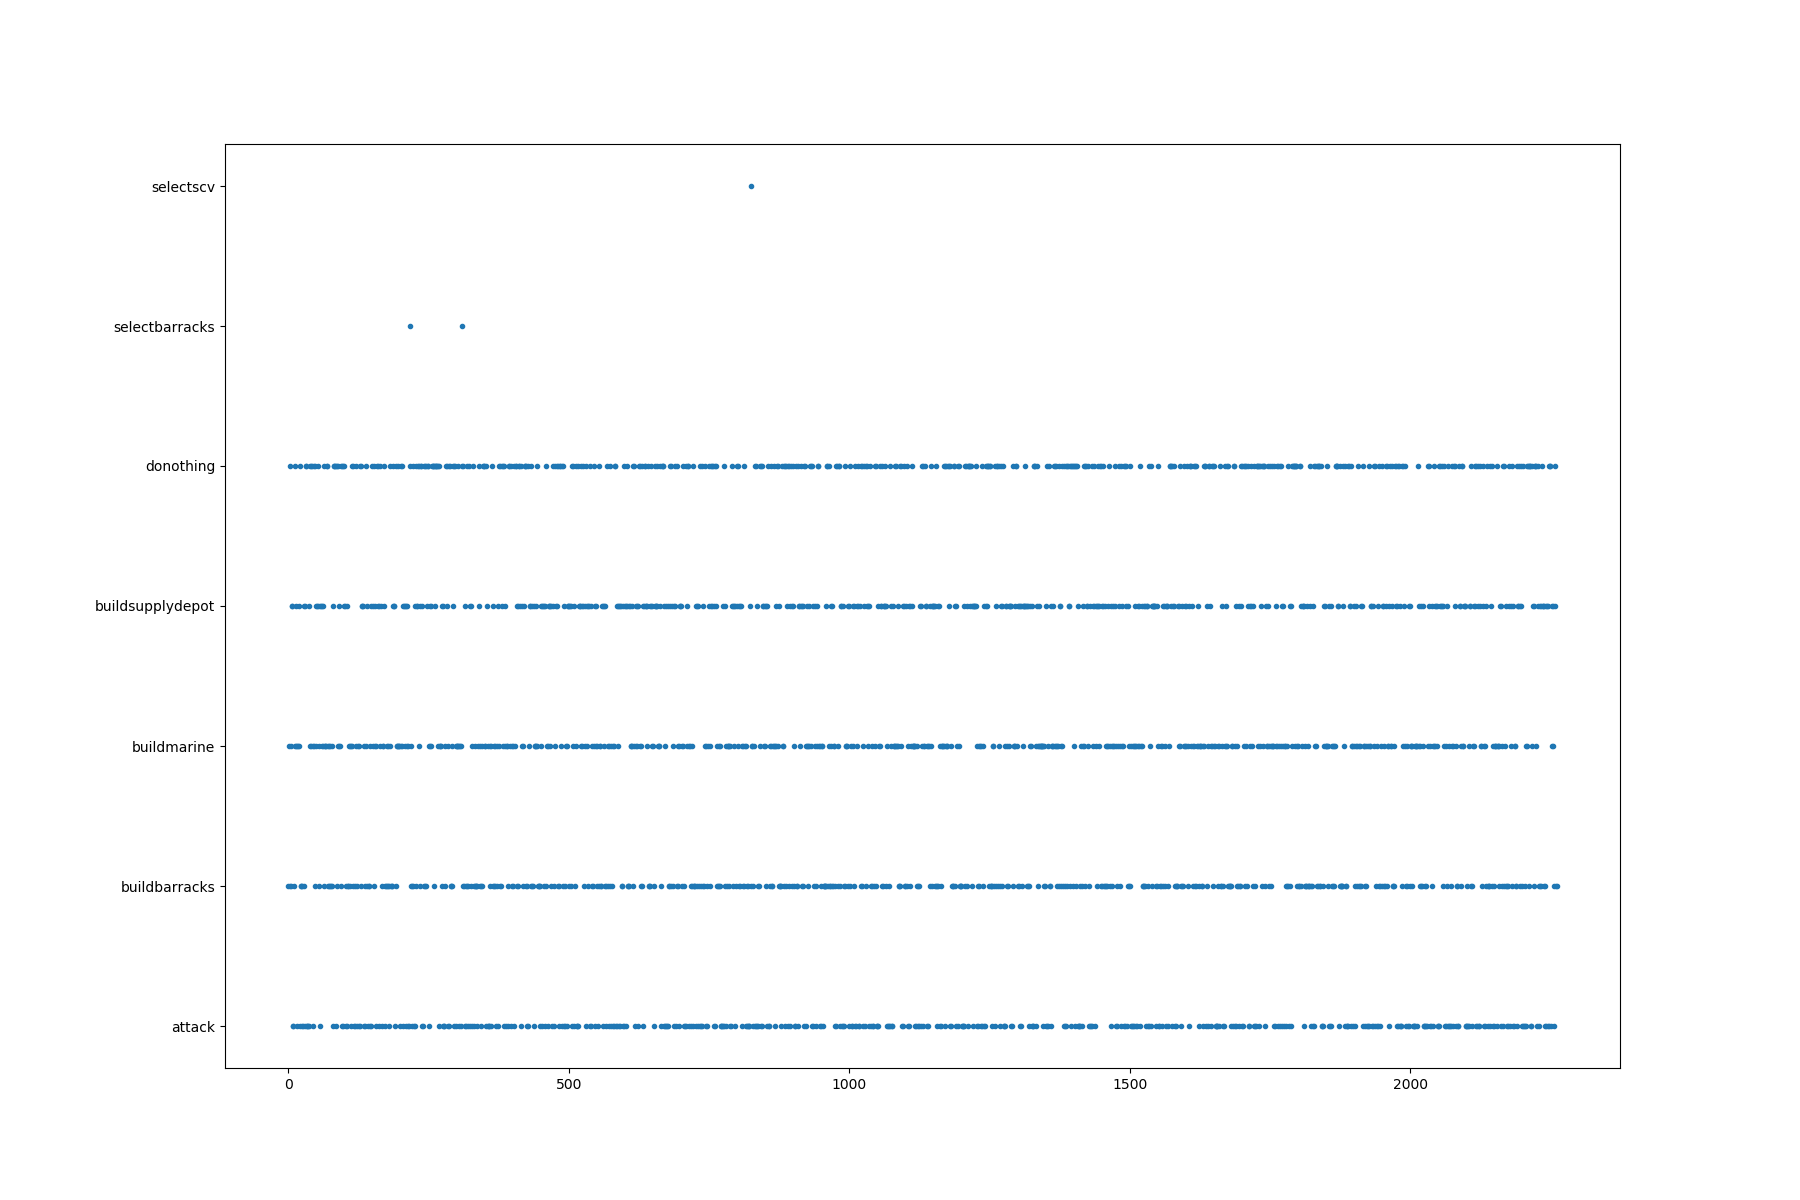 selectscv
selectbarracks
donothing
buildsupplydepot
buildmarine
buildbarracks
attack
0 500 1000 1500 2000